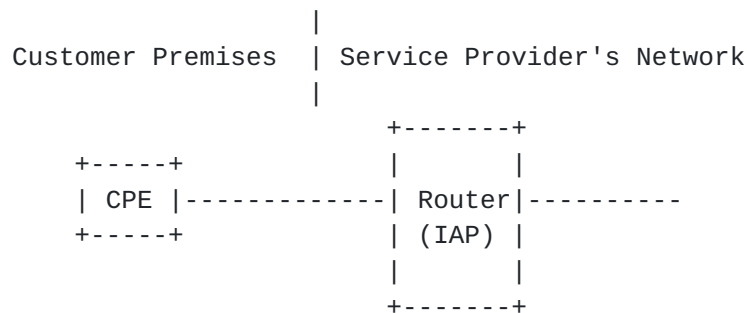 Customer Premises | Service Provider's Network
CPE Router
(IAP)